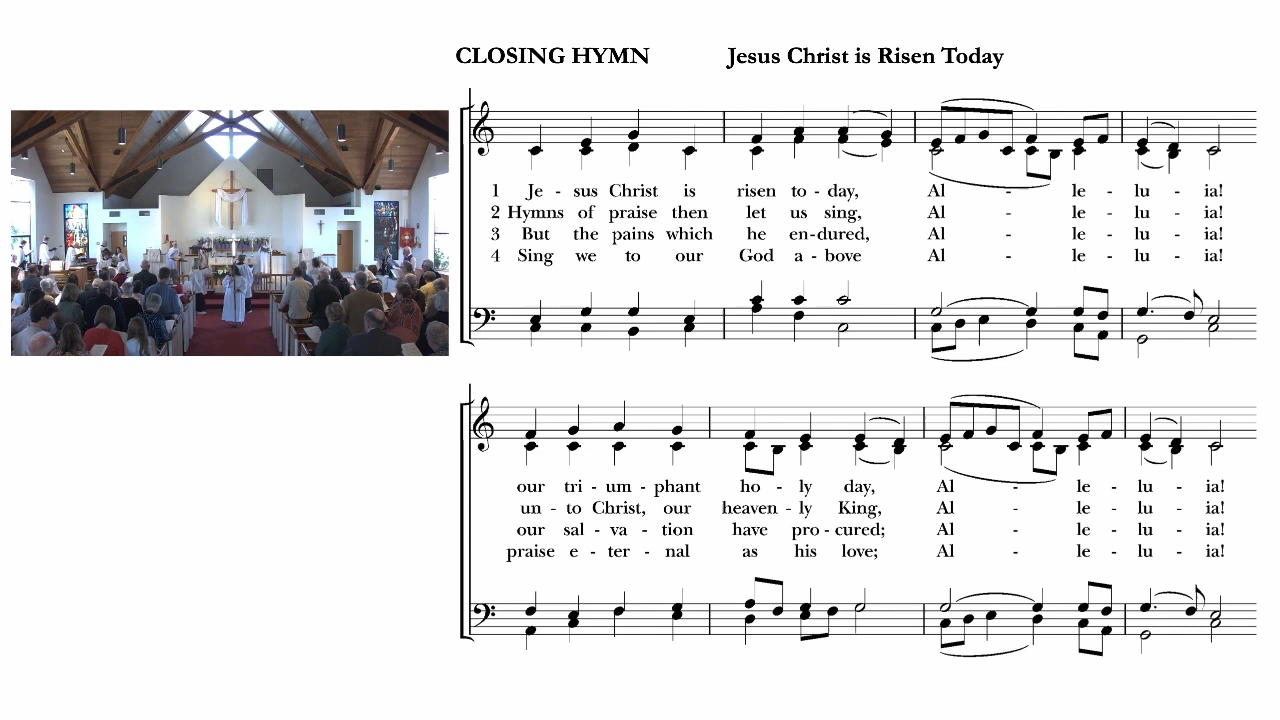 CLOSING HYMN Jesus Christ is Risen Today
1 Je - sus Christ is risen to - day, Al - le - lu - ia!
2 Hymns of praise then let us sing, Al - le - lu - ia!
3 But the pains which he en - dured, Al - le - lu - ia!
4 Sing we to our God a - bove Al - le - lu - ia!
our tri - um - phant ho - ly day, Al - le - lu - ia!
un - to Christ, our heaven - ly King, Al - le - lu - ia!
our sal - va - tion have pro - cured; Al - le - lu - ia!
praise e - ter - nal as his love; Al - le - lu - ia!